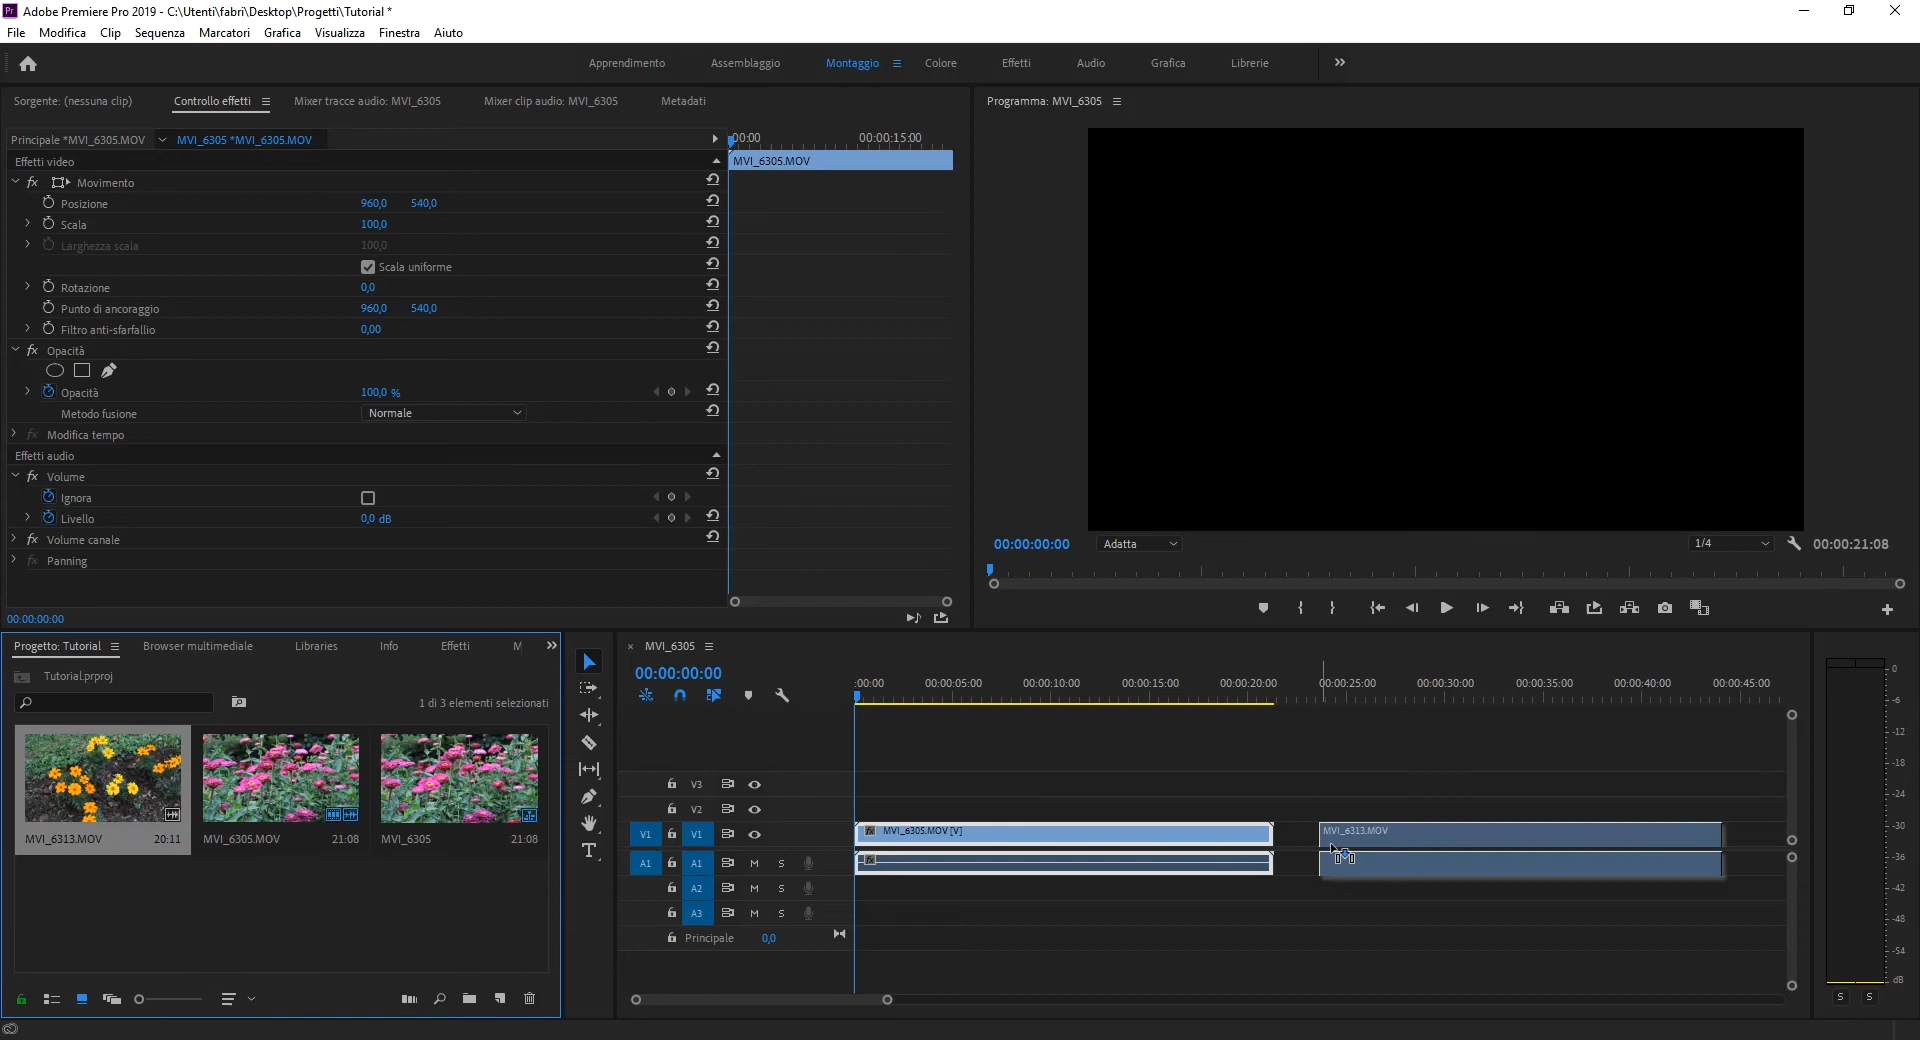 Pr Adobe Premiere Pro 2019 - C:\Utenti\fabri\Desktop\Progetti\Tutorial *
File Modifica Clip Sequenza Marcatori Grafica Visualizza Finestra Aiuto
Apprendimento Assemblaggio Montaggio Colore Effetti Audio Grafica Librerie
Sorgente: (nessuna clip) Controllo effetti Mixer tracce audio: MVI_6305 Mixer clip audio: MVI_6305 Metadati
Programma: MVI_6305
Principale *MVI_6305.MOV MVI_6305 *MVI_6305.MOV
00:00 00:00:15:00
Effetti video
MVI_6305.MOV
fx Movimento
Posizione 960,0 540,0
Scala 100,0
Larghezza scala 100,0
Scala uniforme
Rotazione 0,0
Punto di ancoraggio 960,0 540,0
Filtro anti-sfarfallio 0,00
fx Opacità
Opacità 100,0 %
Metodo fusione Normale
fx Modifica tempo
Effetti audio
fx Volume
Ignora
Livello 0,0 dB
fx Volume canale
fx Panning
00:00:00:00
00:00:00:00 Adatta 1/4 00:00:21:08
Progetto: Tutorial Browser multimediale Libraries Info Effetti M
Tutorial.prproj
1 di 3 elementi selezionati
MVI_6313.MOV 20:11
MVI_6305.MOV 21:08
MVI_6305 21:08
MVI_6305
00:00:00:00
:00:00 00:00:05:00 00:00:10:00 00:00:15:00 00:00:20:00 00:00:25:00 00:00:30:00 00:00:35:00 00:00:40:00 00:00:45:00
V3
V2
V1 V1 fx MVI_6305.MOV [V] MVI_6313.MOV
A1 A1 M S fx
A2 M S
A3 M S
Principale 0,0
0
-6
-12
-18
-24
-30
-36
-42
-48
-54
dB
S S